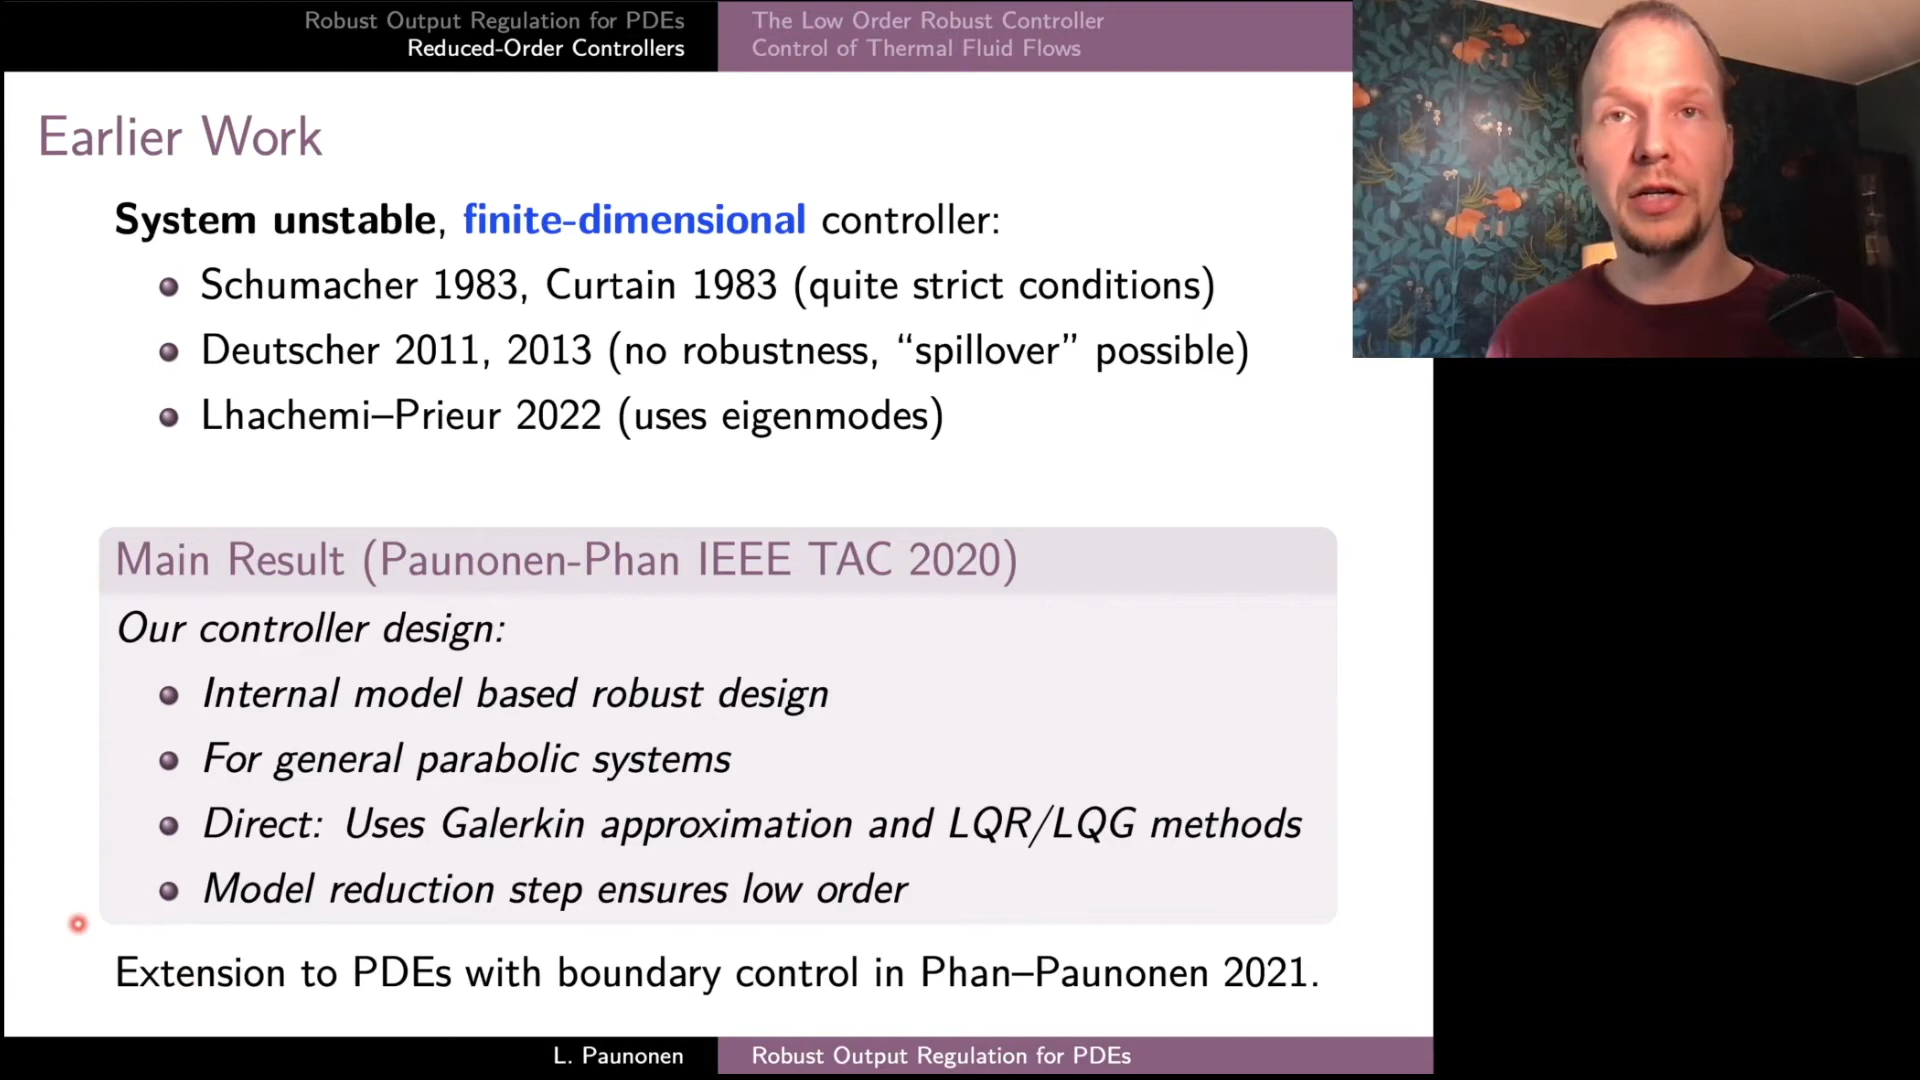 Robust Output Regulation for PDEs
Reduced-Order Controllers
The Low Order Robust Controller
Control of Thermal Fluid Flows
Earlier Work
System unstable, finite-dimensional controller:
Schumacher 1983, Curtain 1983 (quite strict conditions)
Deutscher 2011, 2013 (no robustness, “spillover” possible)
Lhachemi–Prieur 2022 (uses eigenmodes)
Main Result (Paunonen-Phan IEEE TAC 2020)
Our controller design:
Internal model based robust design
For general parabolic systems
Direct: Uses Galerkin approximation and LQR/LQG methods
Model reduction step ensures low order
Extension to PDEs with boundary control in Phan–Paunonen 2021.
L. Paunonen
Robust Output Regulation for PDEs